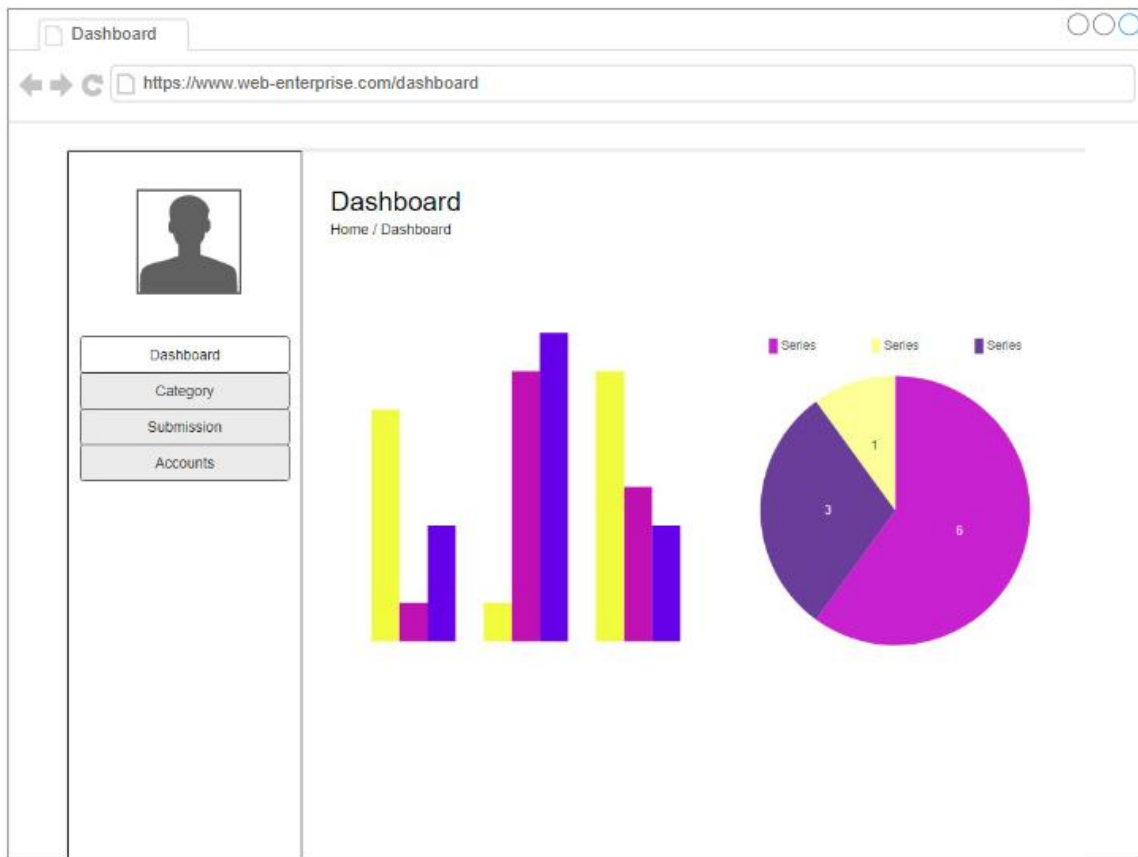 Dashboard
https://www.web-enterprise.com/dashboard
Dashboard
Category
Submission
Accounts
Dashboard
Home / Dashboard
Series Series Series
1
3
6